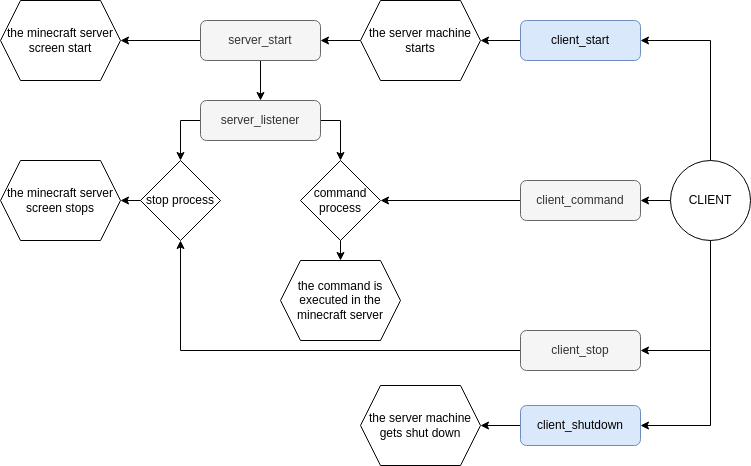 the minecraft server
screen start
server_start
the server machine
starts
client_start
server_listener
the minecraft server
screen stops
stop process
command
process
client_command
CLIENT
the command is
executed in the
minecraft server
client_stop
the server machine
gets shut down
client_shutdown